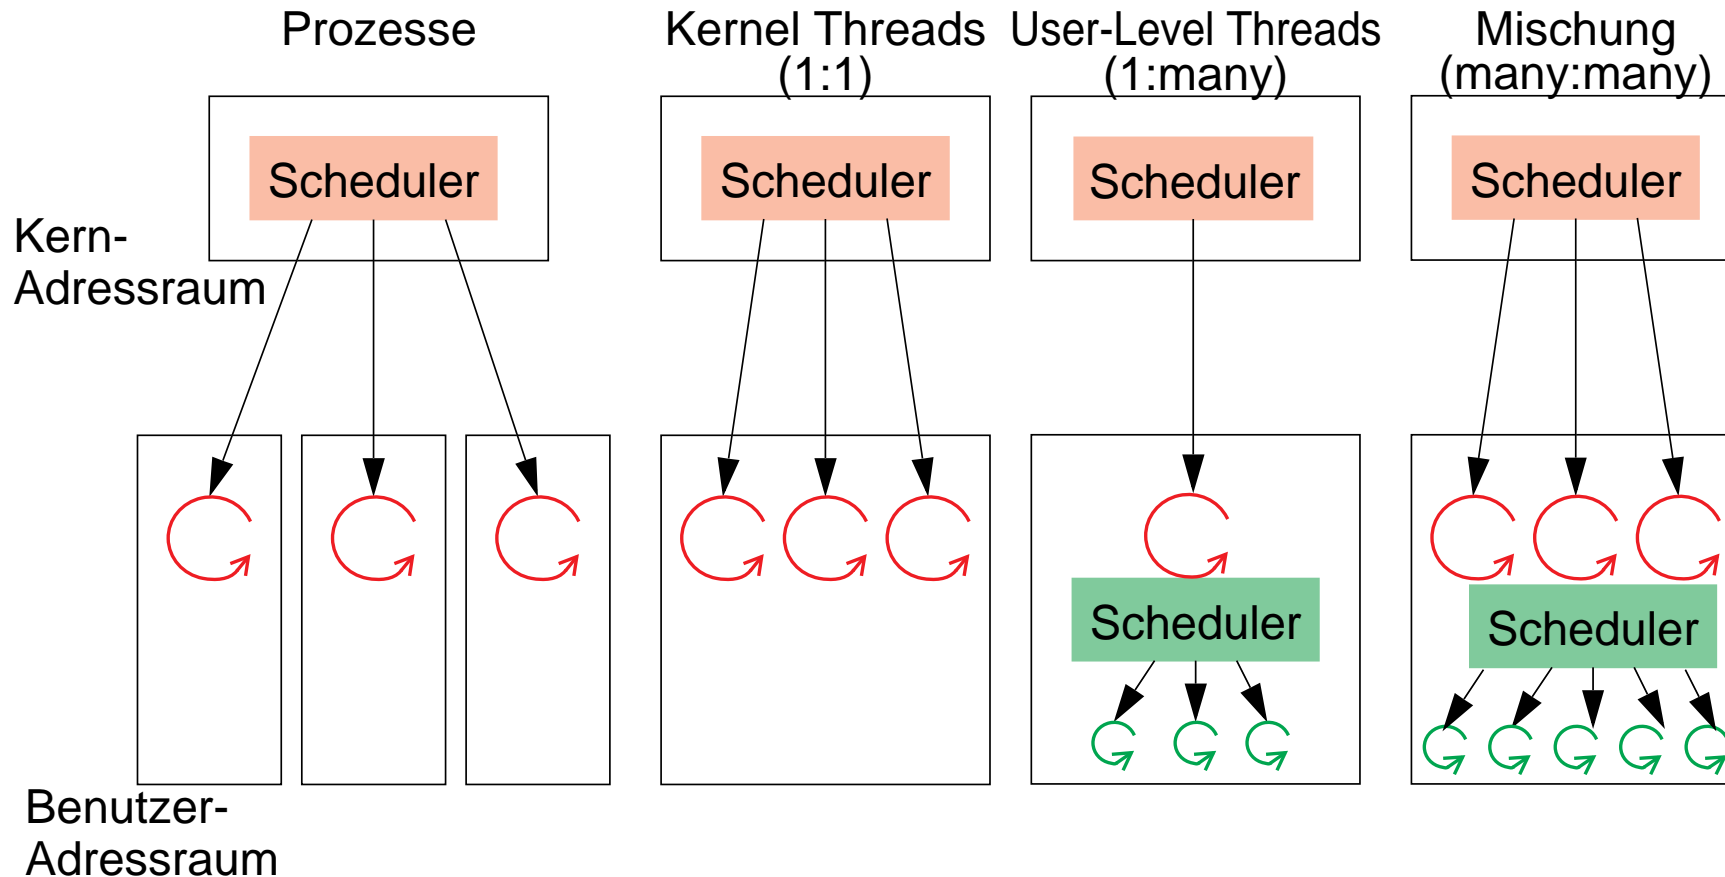 Prozesse
Kernel Threads
(1:1)
User-Level Threads
(1:many)
Mischung
(many:many)
Scheduler
Scheduler
Scheduler
Scheduler
Kern-
Adressraum
Scheduler
Scheduler
Benutzer-
Adressraum